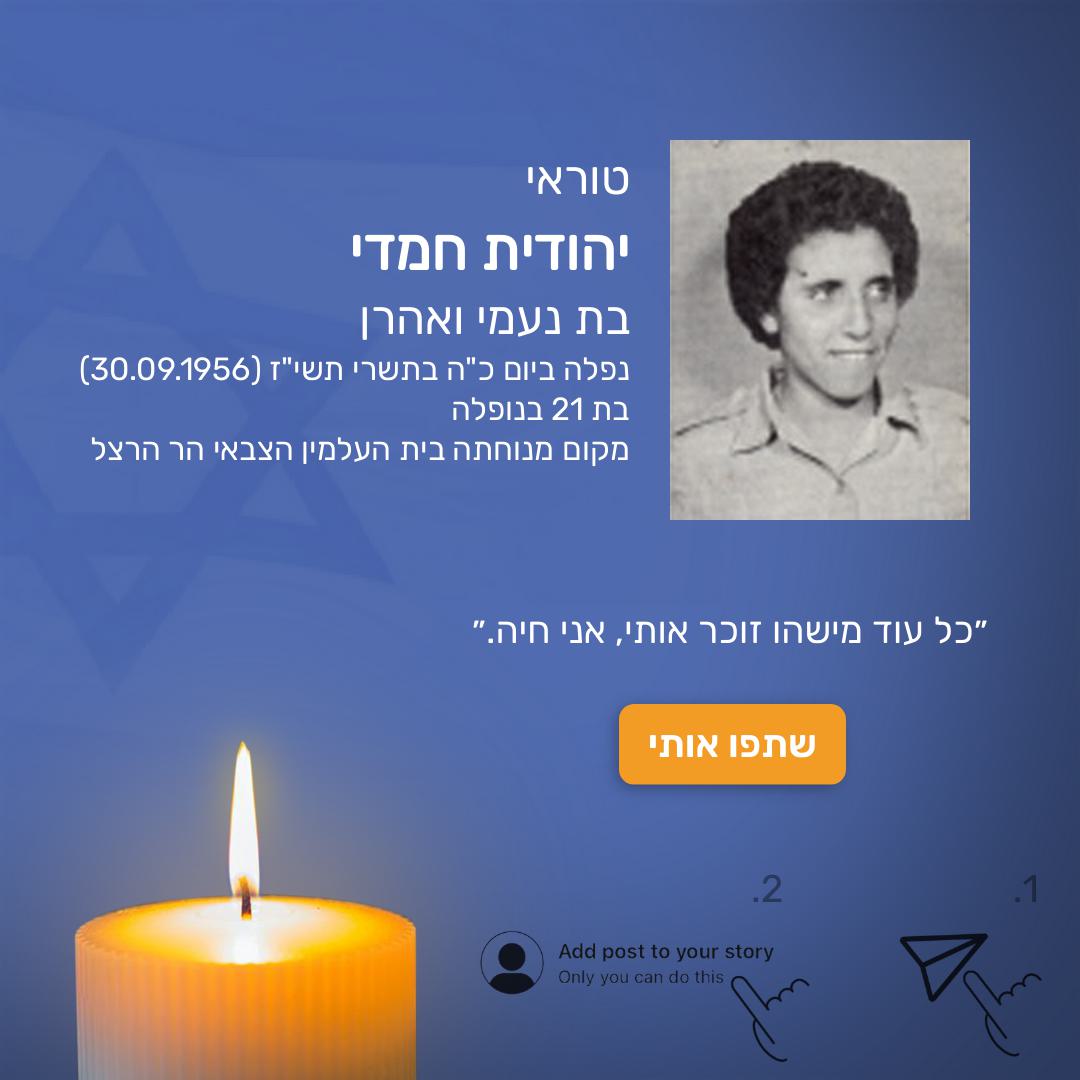 טוראי
יהודית חמדי
בת נעמי ואהרן
נפלה ביום כ"ה בתשרי תשי"ז (30.09.1956)
בת 21 בנופלה
מקום מנוחתה בית העלמין הצבאי הר הרצל
״כל עוד מישהו זוכר אותי, אני חיה.״
שתפו אותי
.1
.2
Add post to your story
Only you can do this